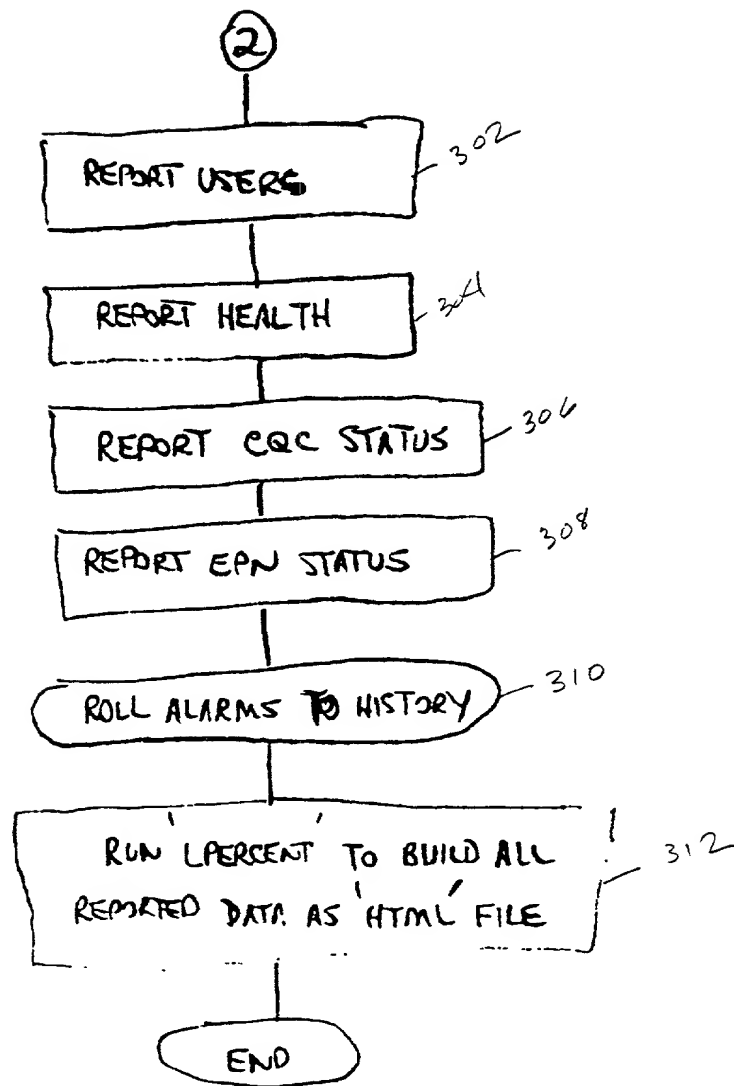 2
REPORT USERS
302
REPORT HEALTH
304
REPORT CQC STATUS
306
REPORT EPN STATUS
308
ROLL ALARMS TO HISTORY
310
RUN 'LPERCENT' TO BUILD ALL
REPORTED DATA AS 'HTML' FILE
312
END